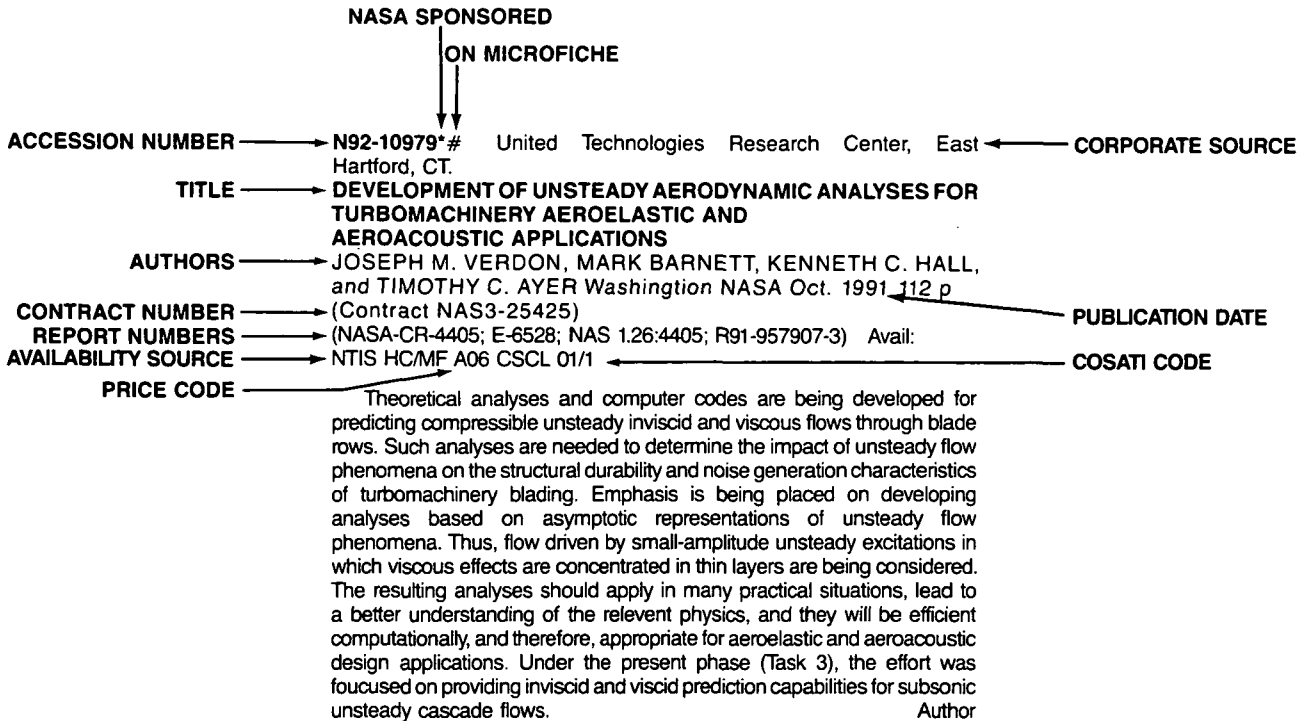 NASA SPONSORED
ON MICROFICHE
ACCESSION NUMBER N92-10979*# United Technologies Research Center, East CORPORATE SOURCE
Hartford, CT.
TITLE DEVELOPMENT OF UNSTEADY AERODYNAMIC ANALYSES FOR
TURBOMACHINERY AEROELASTIC AND
AEROACOUSTIC APPLICATIONS
AUTHORS JOSEPH M. VERDON, MARK BARNETT, KENNETH C. HALL,
and TIMOTHY C. AYER Washingtion NASA Oct. 1991 112 p
CONTRACT NUMBER (Contract NAS3-25425) PUBLICATION DATE
REPORT NUMBERS (NASA-CR-4405; E-6528; NAS 1.26:4405; R91-957907-3) Avail:
AVAILABILITY SOURCE NTIS HC/MF A06 CSCL 01/1 COSATI CODE
PRICE CODE
Theoretical analyses and computer codes are being developed for
predicting compressible unsteady inviscid and viscous flows through blade
rows. Such analyses are needed to determine the impact of unsteady flow
phenomena on the structural durability and noise generation characteristics
of turbomachinery blading. Emphasis is being placed on developing
analyses based on asymptotic representations of unsteady flow
phenomena. Thus, flow driven by small-amplitude unsteady excitations in
which viscous effects are concentrated in thin layers are being considered.
The resulting analyses should apply in many practical situations, lead to
a better understanding of the relevent physics, and they will be efficient
computationally, and therefore, appropriate for aeroelastic and aeroacoustic
design applications. Under the present phase (Task 3), the effort was
foucused on providing inviscid and viscid prediction capabilities for subsonic
unsteady cascade flows. Author